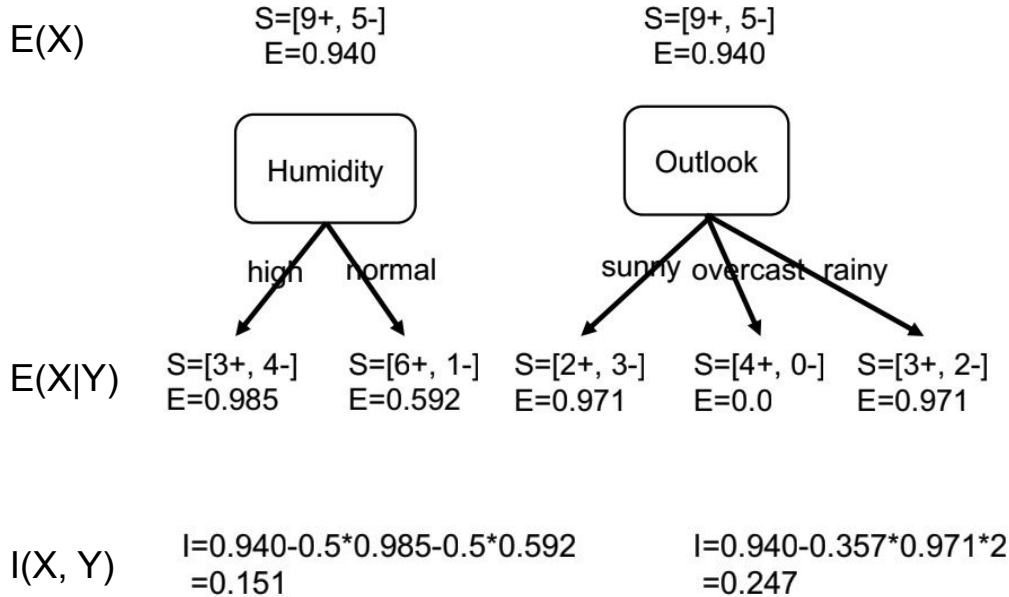 E(X)
S=[9+, 5-]
E=0.940
S=[9+, 5-]
E=0.940
Humidity
Outlook
high
normal
sunny
overcast
rainy
E(X|Y)
S=[3+, 4-]
E=0.985
S=[6+, 1-]
E=0.592
S=[2+, 3-]
E=0.971
S=[4+, 0-]
E=0.0
S=[3+, 2-]
E=0.971
I(X, Y)
I=0.940-0.5*0.985-0.5*0.592
=0.151
I=0.940-0.357*0.971*2
=0.247